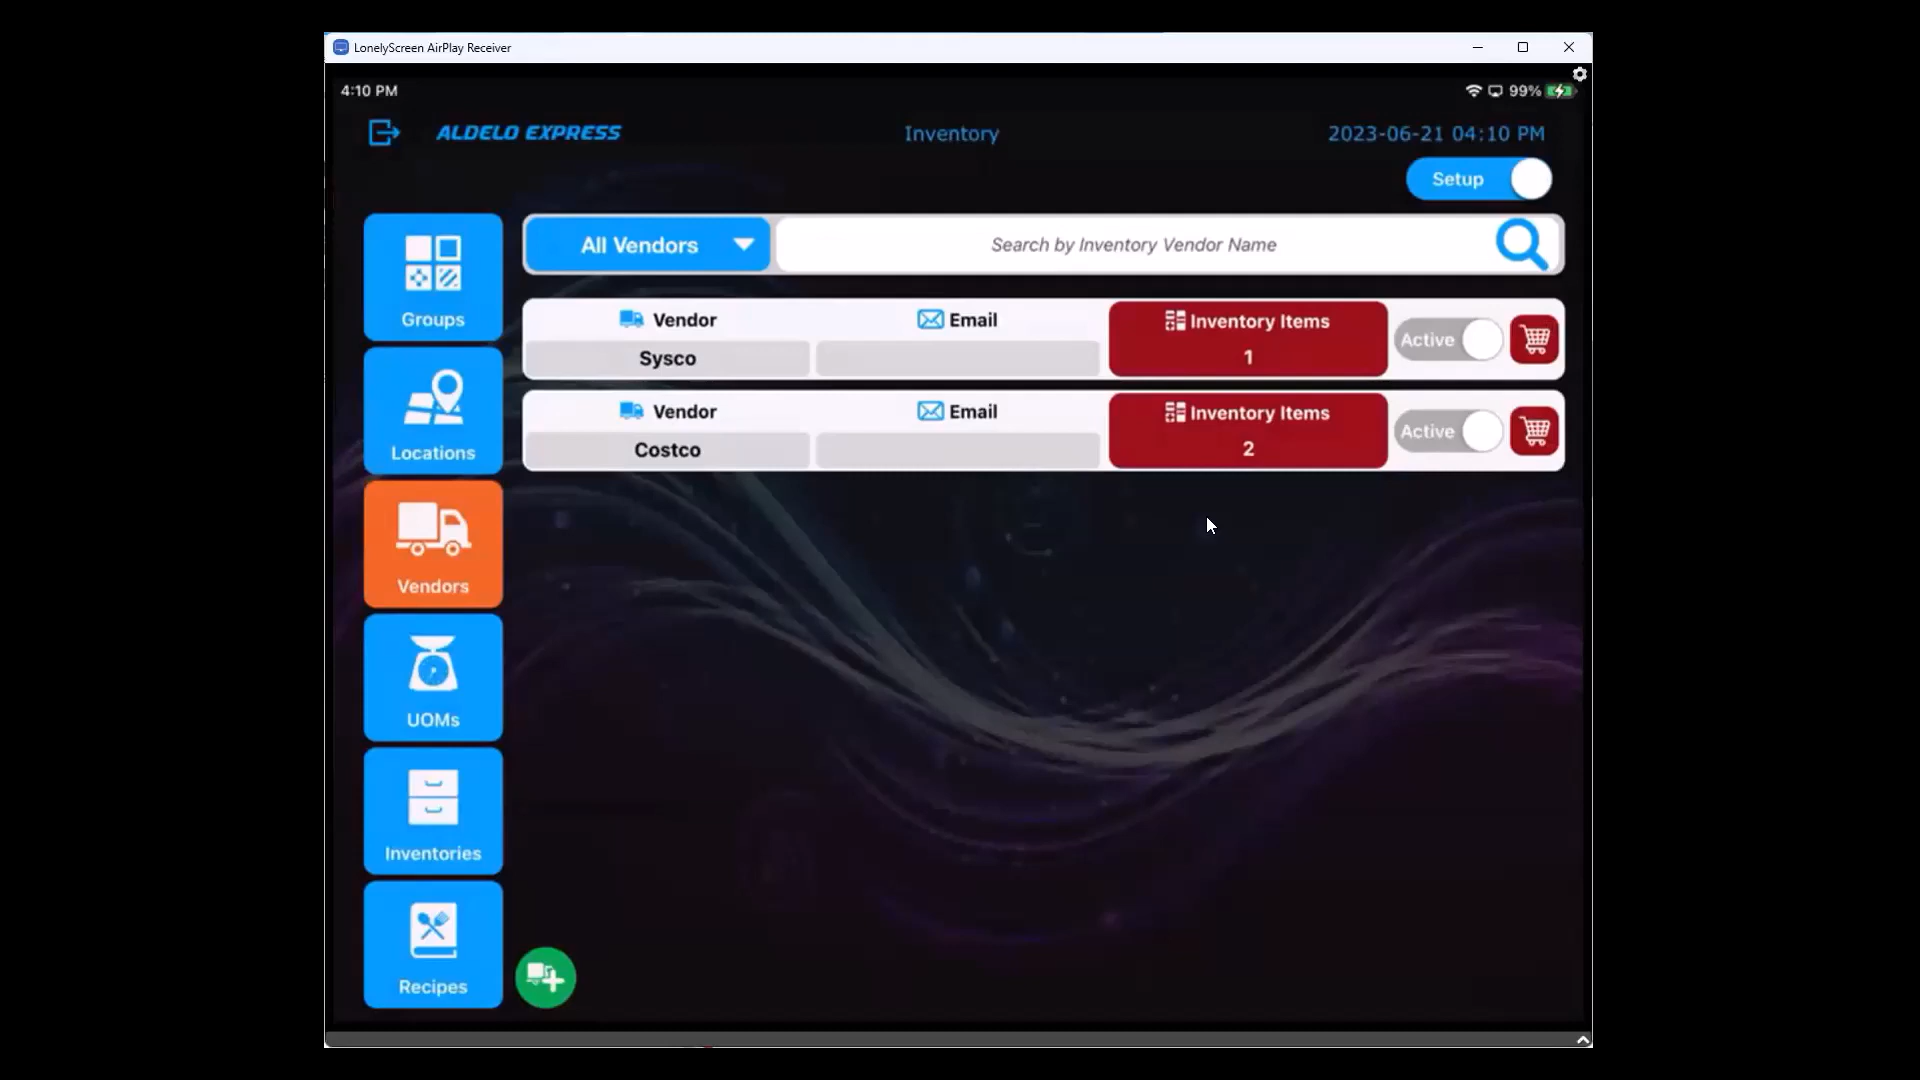 LonelyScreen AirPlay Receiver
4:10 PM
99%
ALDELO EXPRESS
Inventory
2023-06-21 04:10 PM
Setup
Groups
Locations
Vendors
UOMs
Inventories
Recipes
All Vendors
Search by Inventory Vendor Name
Vendor Email Inventory Items
Sysco 1
Active
Vendor Email Inventory Items
Costco 2
Active